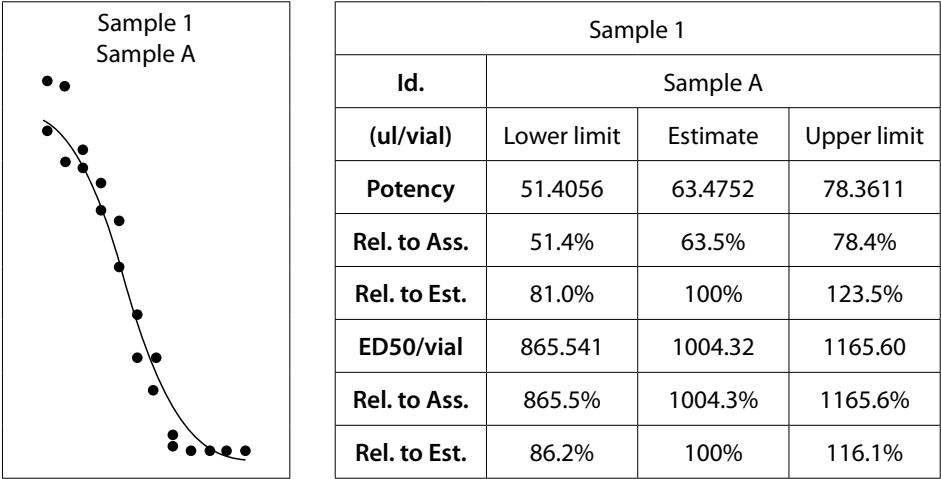 Sample 1
Sample A
Sample 1
Id. Sample A
(ul/vial) Lower limit Estimate Upper limit
Potency 51.4056 63.4752 78.3611
Rel. to Ass. 51.4% 63.5% 78.4%
Rel. to Est. 81.0% 100% 123.5%
ED50/vial 865.541 1004.32 1165.60
Rel. to Ass. 865.5% 1004.3% 1165.6%
Rel. to Est. 86.2% 100% 116.1%